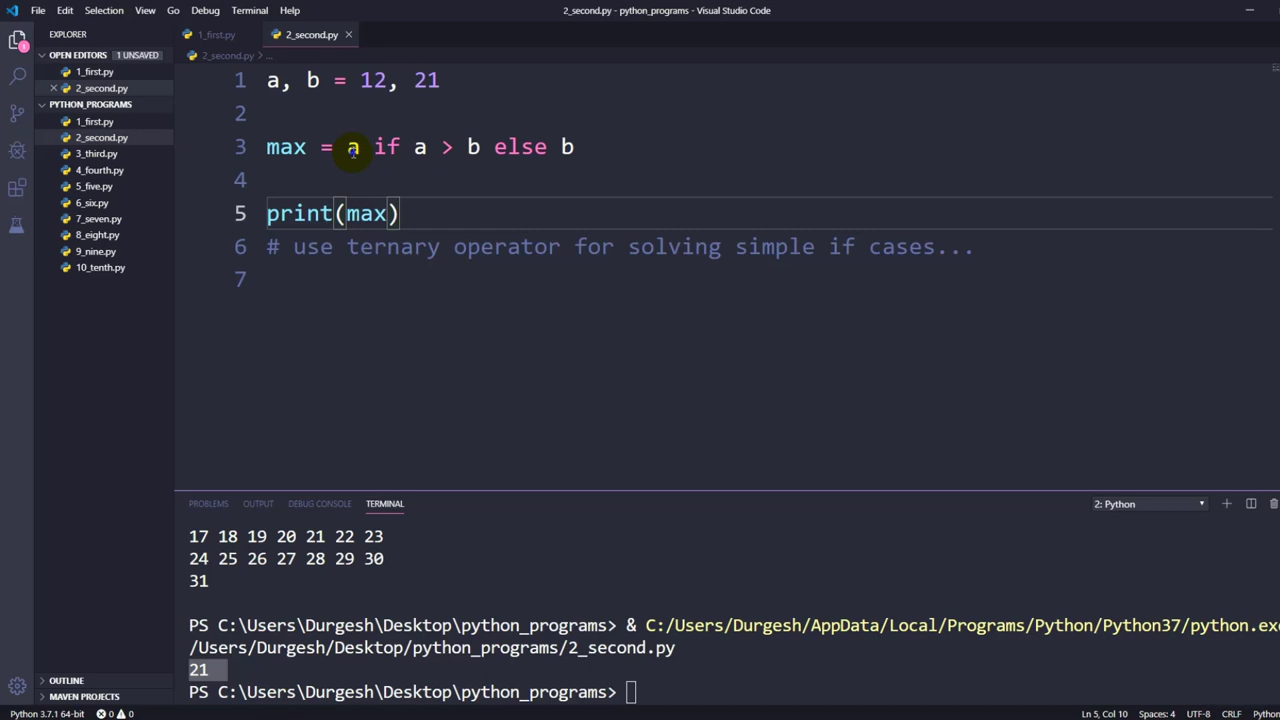 File Edit Selection View Go Debug Terminal Help 2_second.py - python_programs - Visual Studio Code
EXPLORER
1_first.py 2_second.py
OPEN EDITORS 1 UNSAVED
2_second.py > ...
1_first.py
2_second.py
PYTHON_PROGRAMS
1_first.py
2_second.py
3_third.py
4_fourth.py
5_five.py
6_six.py
7_seven.py
8_eight.py
9_nine.py
10_tenth.py
OUTLINE
MAVEN PROJECTS
1 a, b = 12, 21
2
3 max = a if a > b else b
4
5 print(max)
6 # use ternary operator for solving simple if cases...
7
PROBLEMS OUTPUT DEBUG CONSOLE TERMINAL 2: Python
17 18 19 20 21 22 23
24 25 26 27 28 29 30
31
PS C:\Users\Durgesh\Desktop\python_programs> & C:/Users/Durgesh/AppData/Local/Programs/Python/Python37/python.exe
/Users/Durgesh/Desktop/python_programs/2_second.py
21
PS C:\Users\Durgesh\Desktop\python_programs>
Python 3.7.1 64-bit 0 0 Ln 5, Col 10 Spaces: 4 UTF-8 CRLF Python